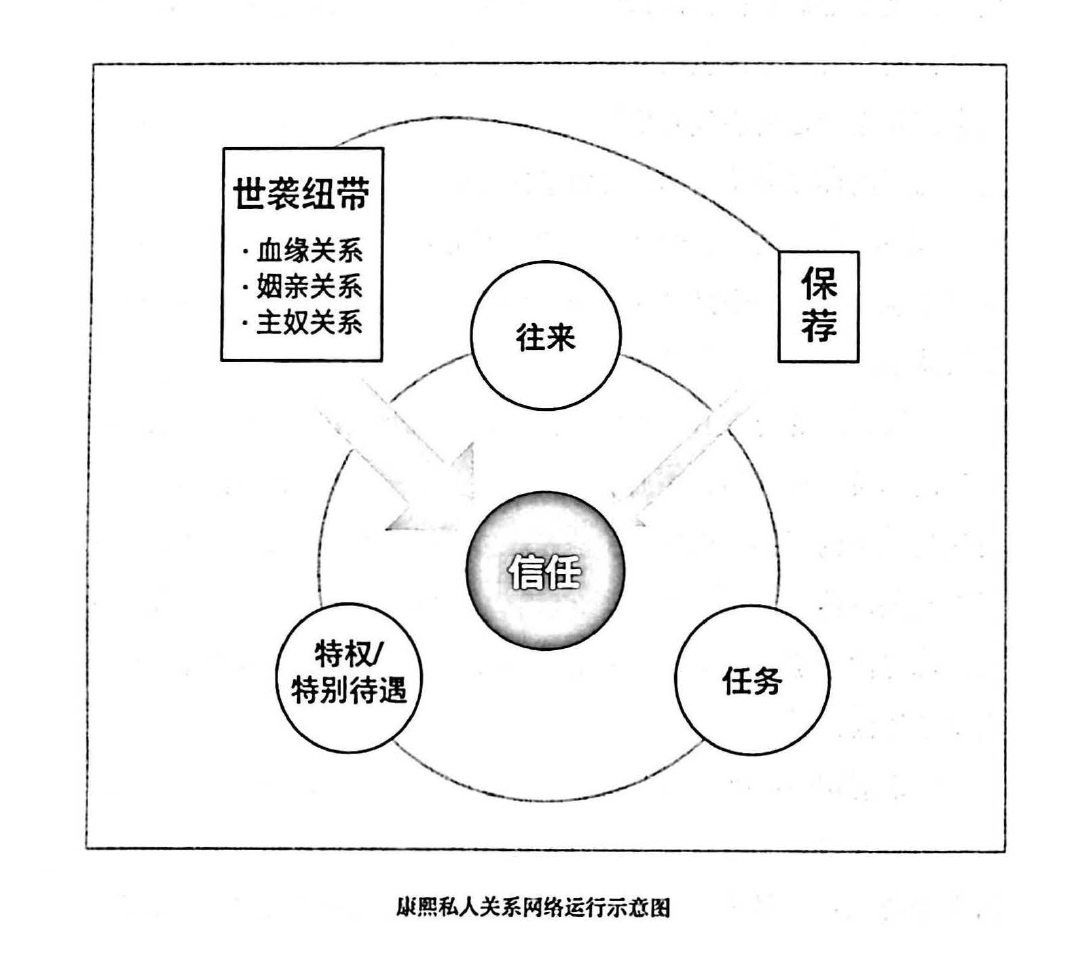 世袭纽带
·血缘关系
·姻亲关系
·主奴关系
保
荐
往来
信任
特权/
特别待遇
任务
康熙私人关系网络运行示意图